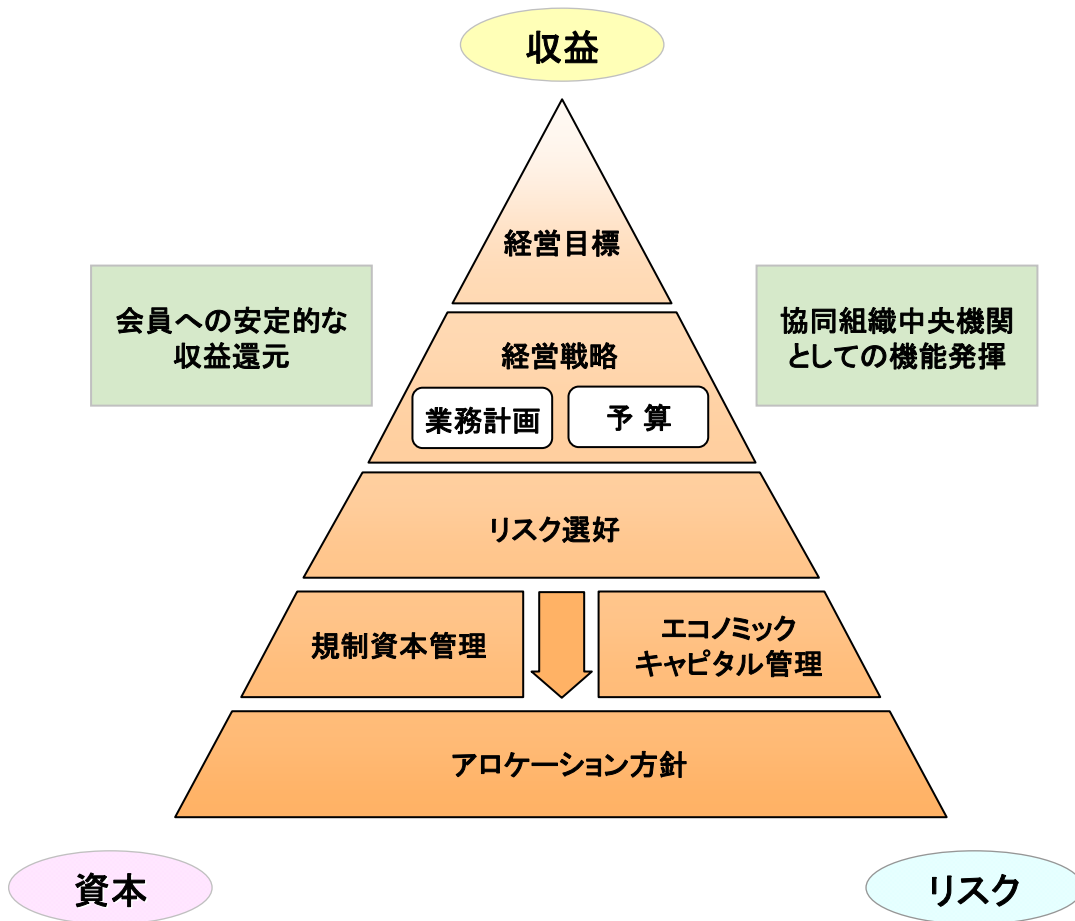 収益
経営目標
会員への安定的な
収益還元
協同組織中央機関
としての機能発揮
経営戦略
業務計画
予 算
リスク選好
規制資本管理
エコノミック
キャピタル管理
アロケーション方針
資本
リスク